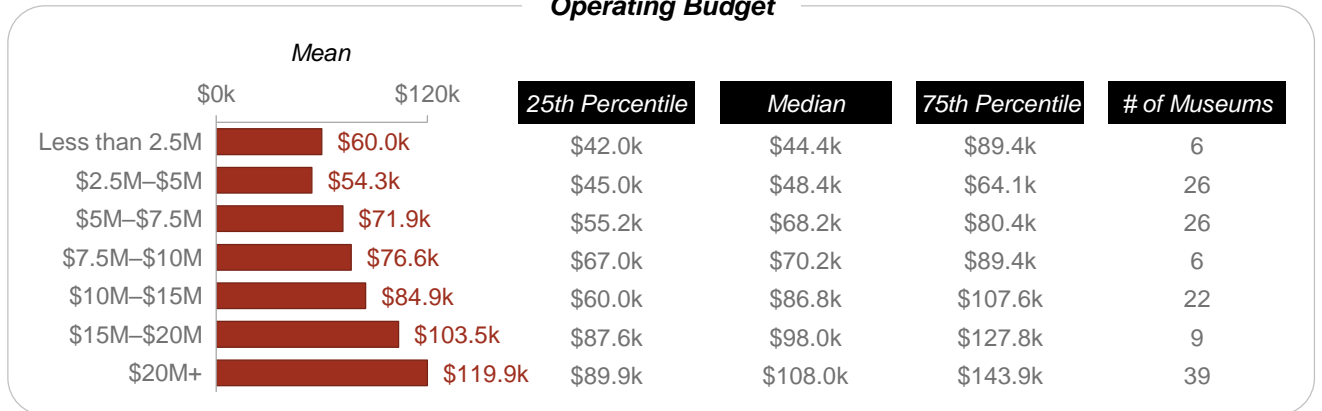 Operating Budget
Mean
$0k $120k 25th Percentile Median 75th Percentile # of Museums
Less than 2.5M $60.0k $42.0k $44.4k $89.4k 6
$2.5M–$5M $54.3k $45.0k $48.4k $64.1k 26
$5M–$7.5M $71.9k $55.2k $68.2k $80.4k 26
$7.5M–$10M $76.6k $67.0k $70.2k $89.4k 6
$10M–$15M $84.9k $60.0k $86.8k $107.6k 22
$15M–$20M $103.5k $87.6k $98.0k $127.8k 9
$20M+ $119.9k $89.9k $108.0k $143.9k 39